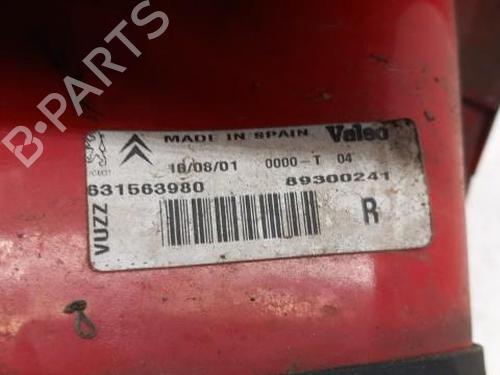 MADE IN SPAIN Valeo
18/08/01 0000-T 04
631563980 89300241
R
VUZZ
B-PARTS